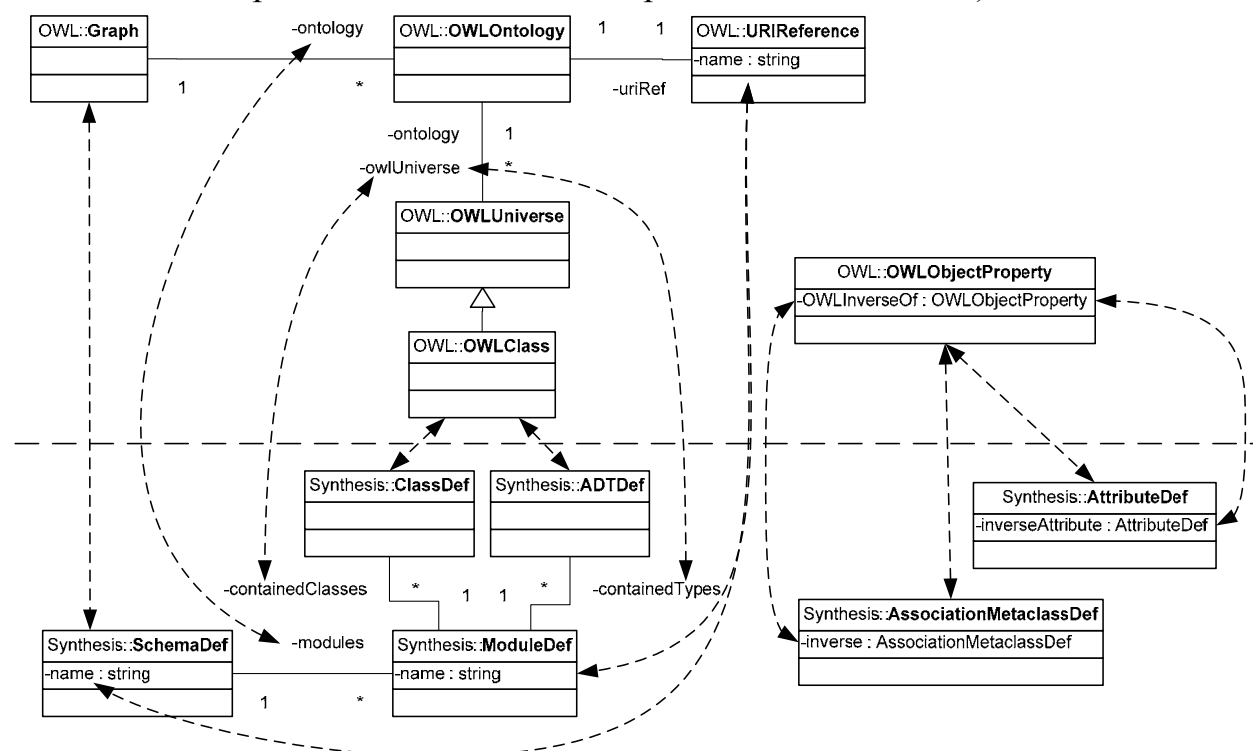 OWL::Graph
-ontology
OWL::OWLOntology
1
1
OWL::URIReference
-name : string
1
*
-uriRef
-ontology
1
-owlUniverse
*
OWL::OWLUniverse
OWL::OWLObjectProperty
-OWLInverseOf : OWLObjectProperty
OWL::OWLClass
Synthesis::ClassDef
Synthesis::ADTDef
Synthesis::AttributeDef
-inverseAttribute : AttributeDef
-containedClasses
*
1
1
*
-containedTypes
Synthesis::AssociationMetaclassDef
-inverse : AssociationMetaclassDef
Synthesis::SchemaDef
-name : string
-modules
Synthesis::ModuleDef
-name : string
1
*